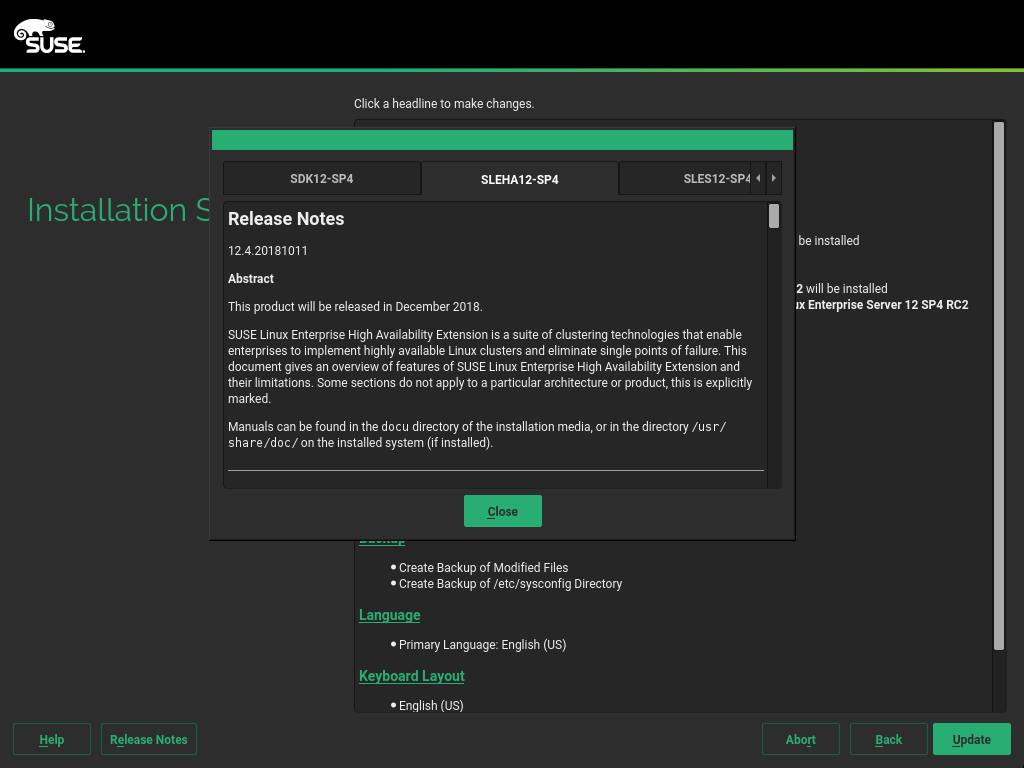 SUSE.
Click a headline to make changes.
Installation S
SDK12-SP4
SLEHA12-SP4
SLES12-SP4
Release Notes
12.4.20181011
Abstract
This product will be released in December 2018.
SUSE Linux Enterprise High Availability Extension is a suite of clustering technologies that enable
enterprises to implement highly available Linux clusters and eliminate single points of failure. This
document gives an overview of features of SUSE Linux Enterprise High Availability Extension and
their limitations. Some sections do not apply to a particular architecture or product, this is explicitly
marked.
Manuals can be found in the docu directory of the installation media, or in the directory /usr/
share/doc/ on the installed system (if installed).
Close
be installed
2 will be installed
ux Enterprise Server 12 SP4 RC2
Backup
• Create Backup of Modified Files
• Create Backup of /etc/sysconfig Directory
Language
• Primary Language: English (US)
Keyboard Layout
• English (US)
Help
Release Notes
Abort
Back
Update